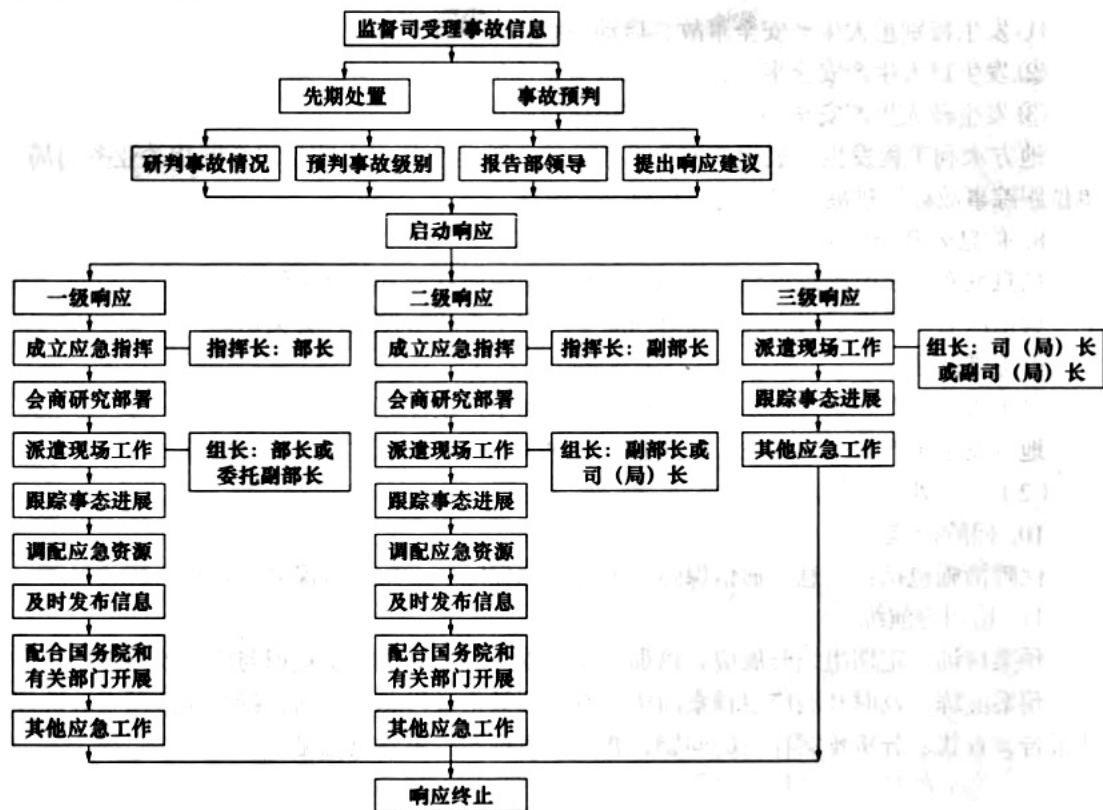 监督司受理事故信息
先期处置
事故预判
研判事故情况
预判事故级别
报告部领导
提出响应建议
启动响应
一级响应
二级响应
三级响应
成立应急指挥
指挥长：部长
成立应急指挥
指挥长：副部长
派遣现场工作
组长：司（局）长
或副司（局）长
会商研究部署
会商研究部署
跟踪事态进展
派遣现场工作
组长：部长或
委托副部长
派遣现场工作
组长：副部长或
司（局）长
其他应急工作
跟踪事态进展
跟踪事态进展
调配应急资源
调配应急资源
及时发布信息
及时发布信息
配合国务院和
有关部门开展
配合国务院和
有关部门开展
其他应急工作
其他应急工作
响应终止